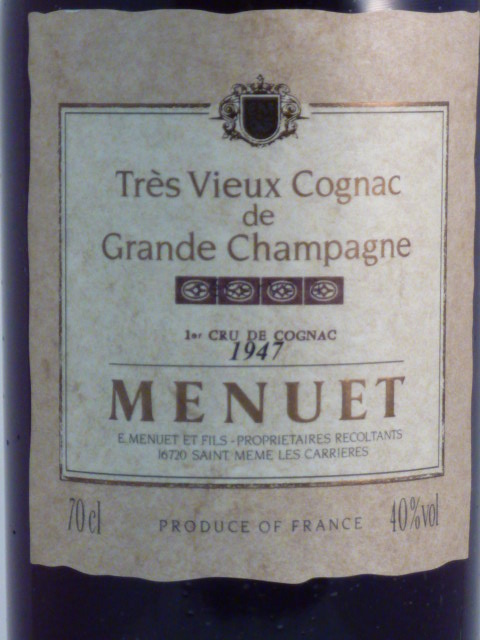 Très Vieux Cognac
de
Grande Champagne
1er CRU DE COGNAC
1947
MENUET
E.MENUET ET FILS - PROPRIETAIRES RECOLTANTS
16720 SAINT MEME LES CARRIERES
70 cl
PRODUCE OF FRANCE
40%vol